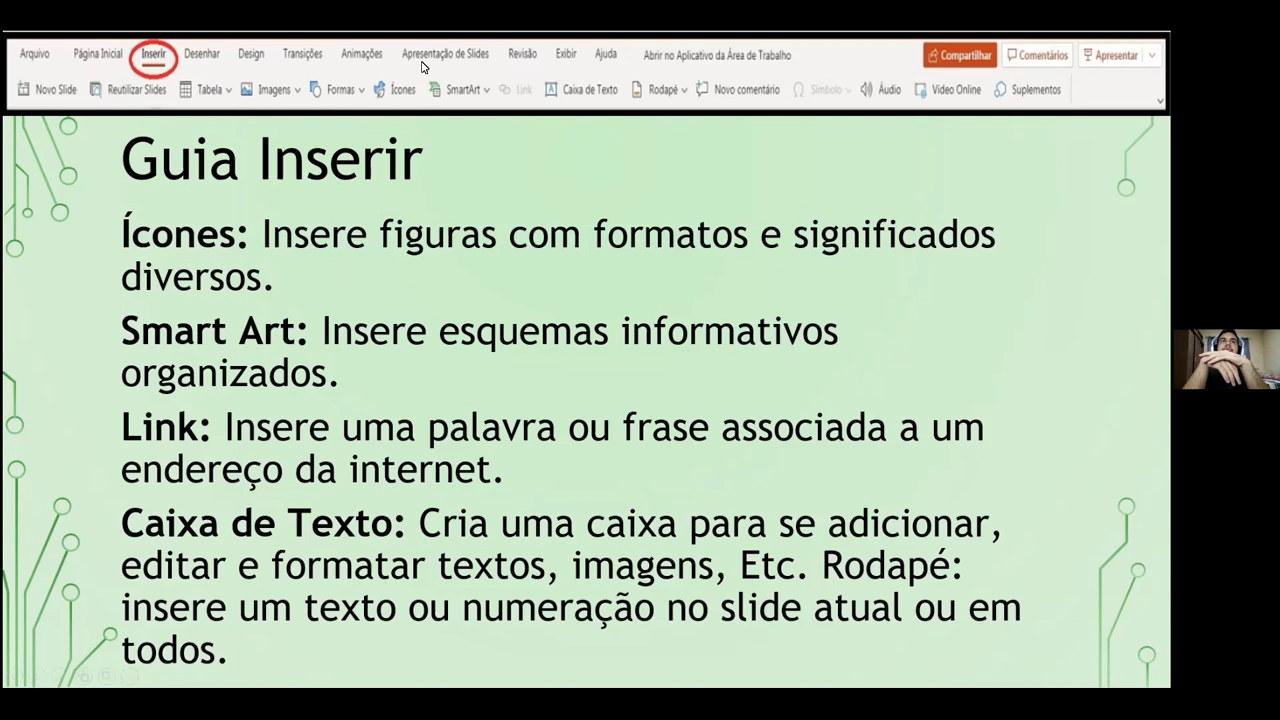 Arquivo Página Inicial Inserir Desenhar Design Transições Animações Apresentação de Slides Revisão Exibir Ajuda Abrir no Aplicativo da Área de Trabalho Compartilhar Comentários Apresentar
Novo Slide Reutilizar Slides Tabela Imagens Formas Ícones SmartArt Link Caixa de Texto Rodapé Novo comentário Símbolo Áudio Vídeo Online Suplementos
Guia Inserir
Ícones: Insere figuras com formatos e significados
diversos.
Smart Art: Insere esquemas informativos
organizados.
Link: Insere uma palavra ou frase associada a um
endereço da internet.
Caixa de Texto: Cria uma caixa para se adicionar,
editar e formatar textos, imagens, Etc. Rodapé:
insere um texto ou numeração no slide atual ou em
todos.